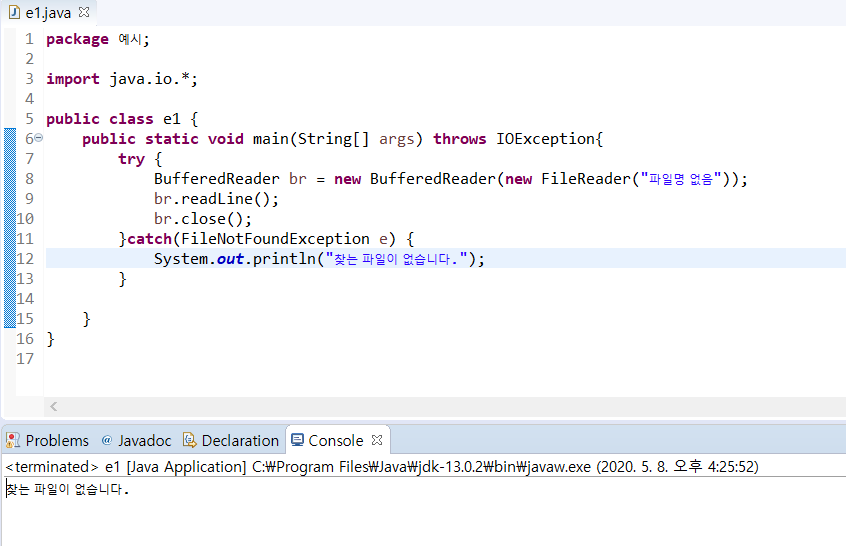 e1.java
1 package 예시;
2
3 import java.io.*;
4
5 public class e1 {
6 public static void main(String[] args) throws IOException{
7 try {
8 BufferedReader br = new BufferedReader(new FileReader("파일명 없음"));
9 br.readLine();
10 br.close();
11 }catch(FileNotFoundException e) {
12 System.out.println("찾는 파일이 없습니다.");
13 }
14
15 }
16 }
17
Problems @ Javadoc Declaration Console
<terminated> e1 [Java Application] C:₩Program Files₩Java₩jdk-13.0.2₩bin₩javaw.exe (2020. 5. 8. 오후 4:25:52)
찾는 파일이 없습니다.